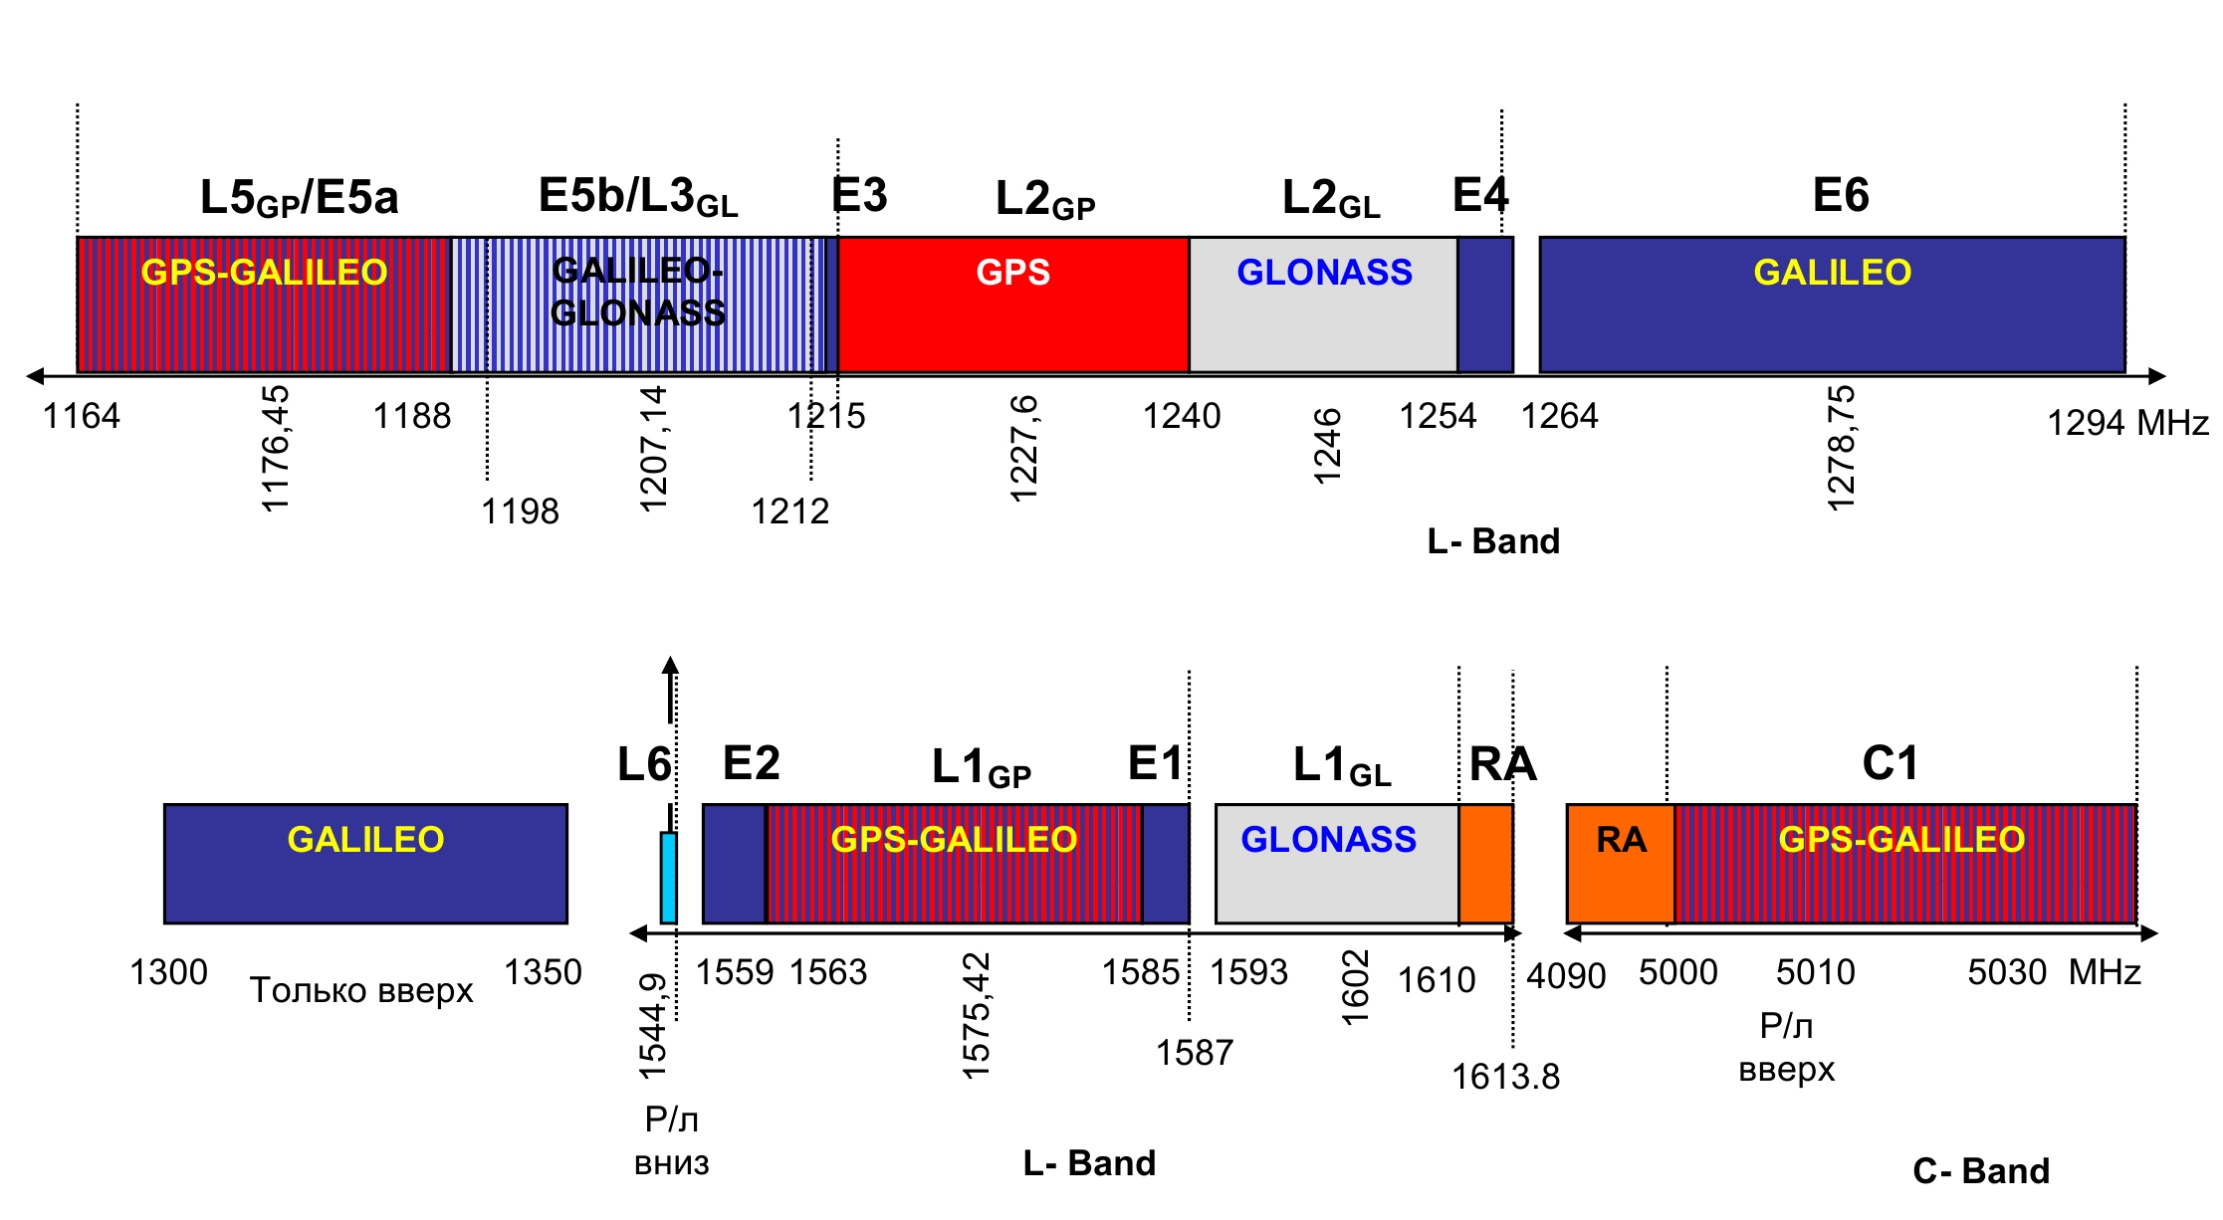 L5GP/E5a
E5b/L3GL
E3
L2GP
L2GL
E4
E6
GPS-GALILEO
GALILEO-
GLONASS
GPS
GLONASS
GALILEO
1164
1176,45
1188
1198
1207,14
1212
1215
1227,6
1240
1246
1254
1264
1278,75
1294 MHz
L- Band
L6
E2
L1GP
E1
L1GL
RA
C1
GALILEO
GPS-GALILEO
GLONASS
RA
GPS-GALILEO
1300
Только вверх
1350
1544,9
Р/л
вниз
1559
1563
1575,42
1585
1587
1593
1602
1610
1613.8
4090
5000
5010
5030
MHz
Р/л
вверх
L- Band
C- Band